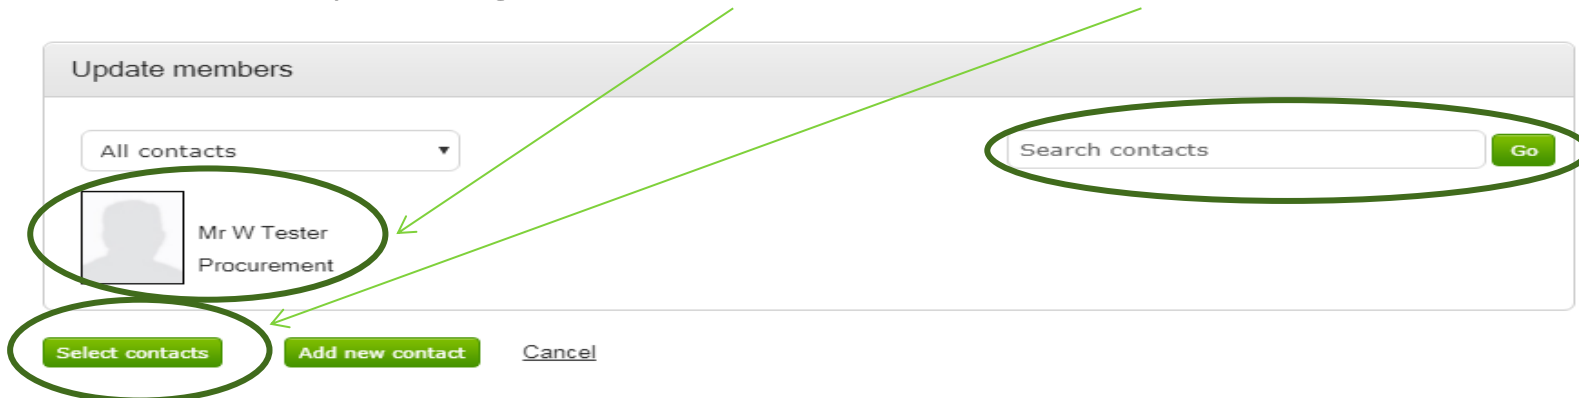 Update members
All contacts
Search contacts
Go
Mr W Tester
Procurement
Select contacts
Add new contact
Cancel